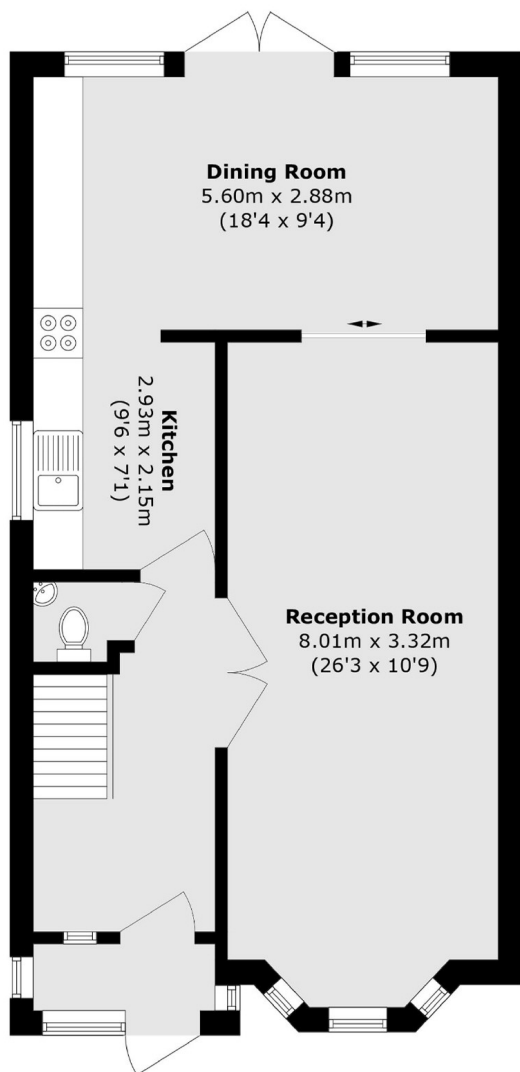 Dining Room
5.60m x 2.88m
(18'4 x 9'4)
Kitchen
2.93m x 2.15m
(9'6 x 7'1)
Reception Room
8.01m x 3.32m
(26'3 x 10'9)